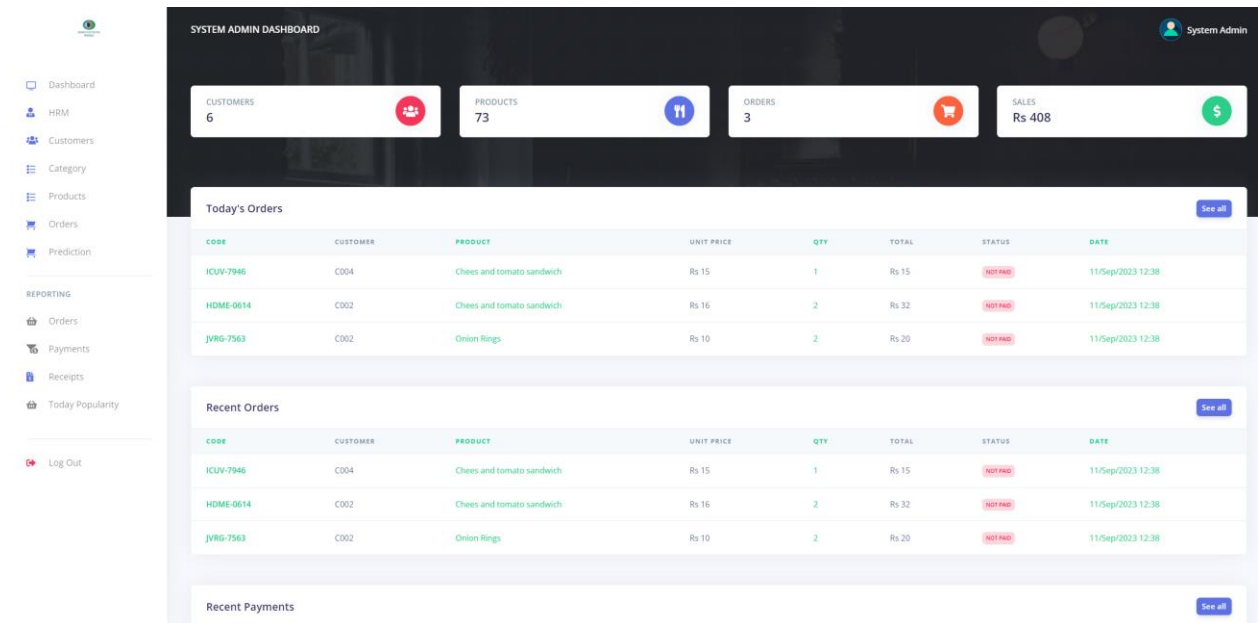 SYSTEM ADMIN DASHBOARD
System Admin
Dashboard
HRM
Customers
Category
Products
Orders
Prediction
REPORTING
Orders
Payments
Receipts
Today Popularity
Log Out
CUSTOMERS
6
PRODUCTS
73
ORDERS
3
SALES
Rs 408
Today's Orders See all
CODE CUSTOMER PRODUCT UNIT PRICE QTY TOTAL STATUS DATE
ICUV-7946 C004 Chees and tomato sandwich Rs 15 1 Rs 15 NOT PAID 11/Sep/2023 12:38
HDME-0614 C002 Chees and tomato sandwich Rs 16 2 Rs 32 NOT PAID 11/Sep/2023 12:38
JVRG-7563 C002 Onion Rings Rs 10 2 Rs 20 NOT PAID 11/Sep/2023 12:38
Recent Orders See all
CODE CUSTOMER PRODUCT UNIT PRICE QTY TOTAL STATUS DATE
ICUV-7946 C004 Chees and tomato sandwich Rs 15 1 Rs 15 NOT PAID 11/Sep/2023 12:38
HDME-0614 C002 Chees and tomato sandwich Rs 16 2 Rs 32 NOT PAID 11/Sep/2023 12:38
JVRG-7563 C002 Onion Rings Rs 10 2 Rs 20 NOT PAID 11/Sep/2023 12:38
Recent Payments See all